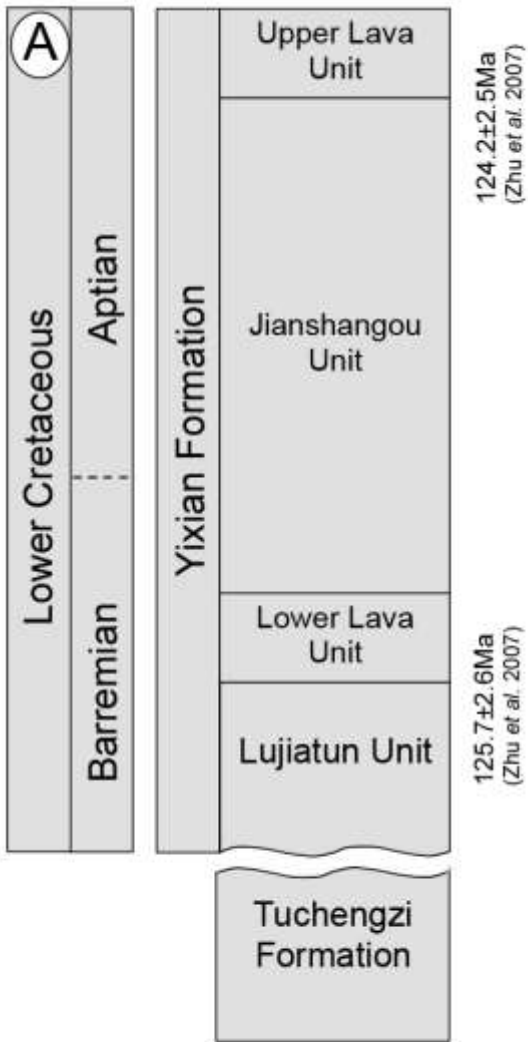 A
Lower Cretaceous
Aptian
Barremian
Yixian Formation
Upper Lava
Unit
Jianshangou
Unit
Lower Lava
Unit
Lujiatun Unit
Tuchengzi
Formation
124.2±2.5Ma
(Zhu et al. 2007)
125.7±2.6Ma
(Zhu et al. 2007)